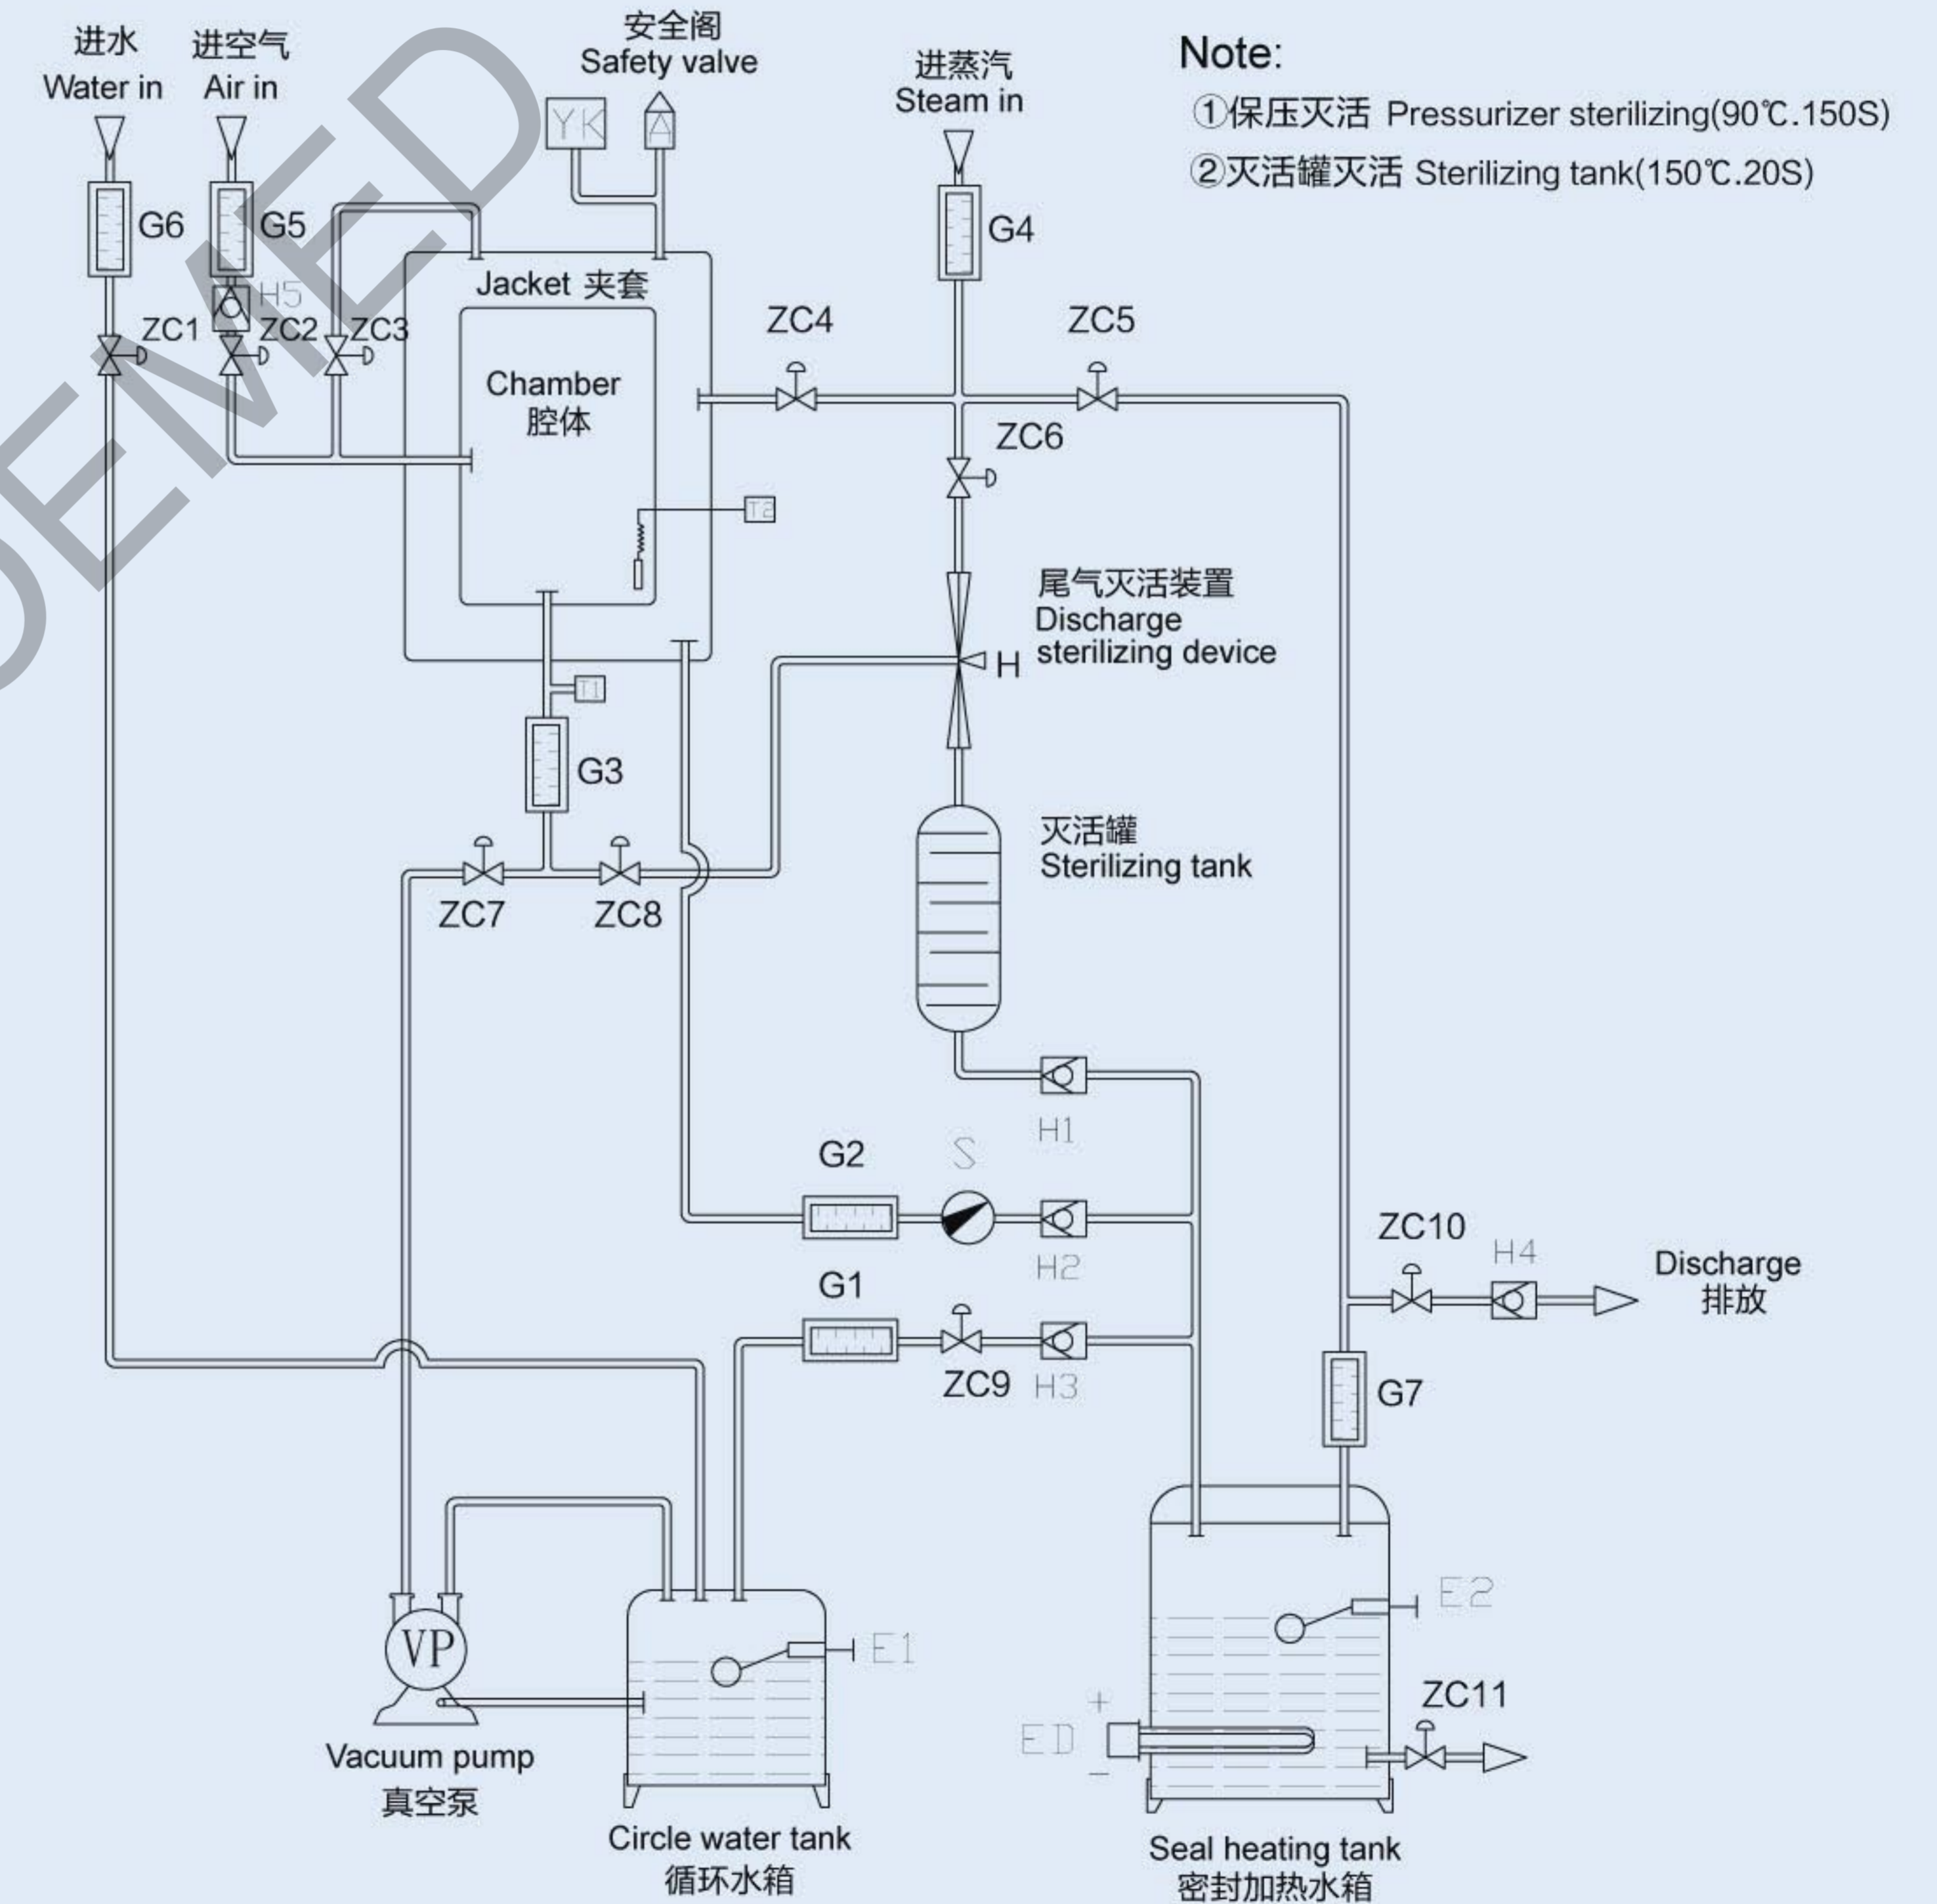 进水
Water in
进空气
Air in
安全阁
Safety valve
YK
A
进蒸汽
Steam in
Note:
①保压灭活 Pressurizer sterilizing(90℃.150S)
②灭活罐灭活 Sterilizing tank(150℃.20S)
G6
G5
G4
H5
ZC1
ZC2
ZC3
Jacket 夹套
Chamber
腔体
ZC4
ZC5
ZC6
T2
尾气灭活装置
Discharge
sterilizing device
H
T1
G3
灭活罐
Sterilizing tank
ZC7
ZC8
H1
G2
S
H2
G1
ZC9
H3
ZC10
H4
Discharge
排放
G7
E2
VP
E1
ZC11
+
ED
−
Vacuum pump
真空泵
Circle water tank
循环水箱
Seal heating tank
密封加热水箱
DEMED